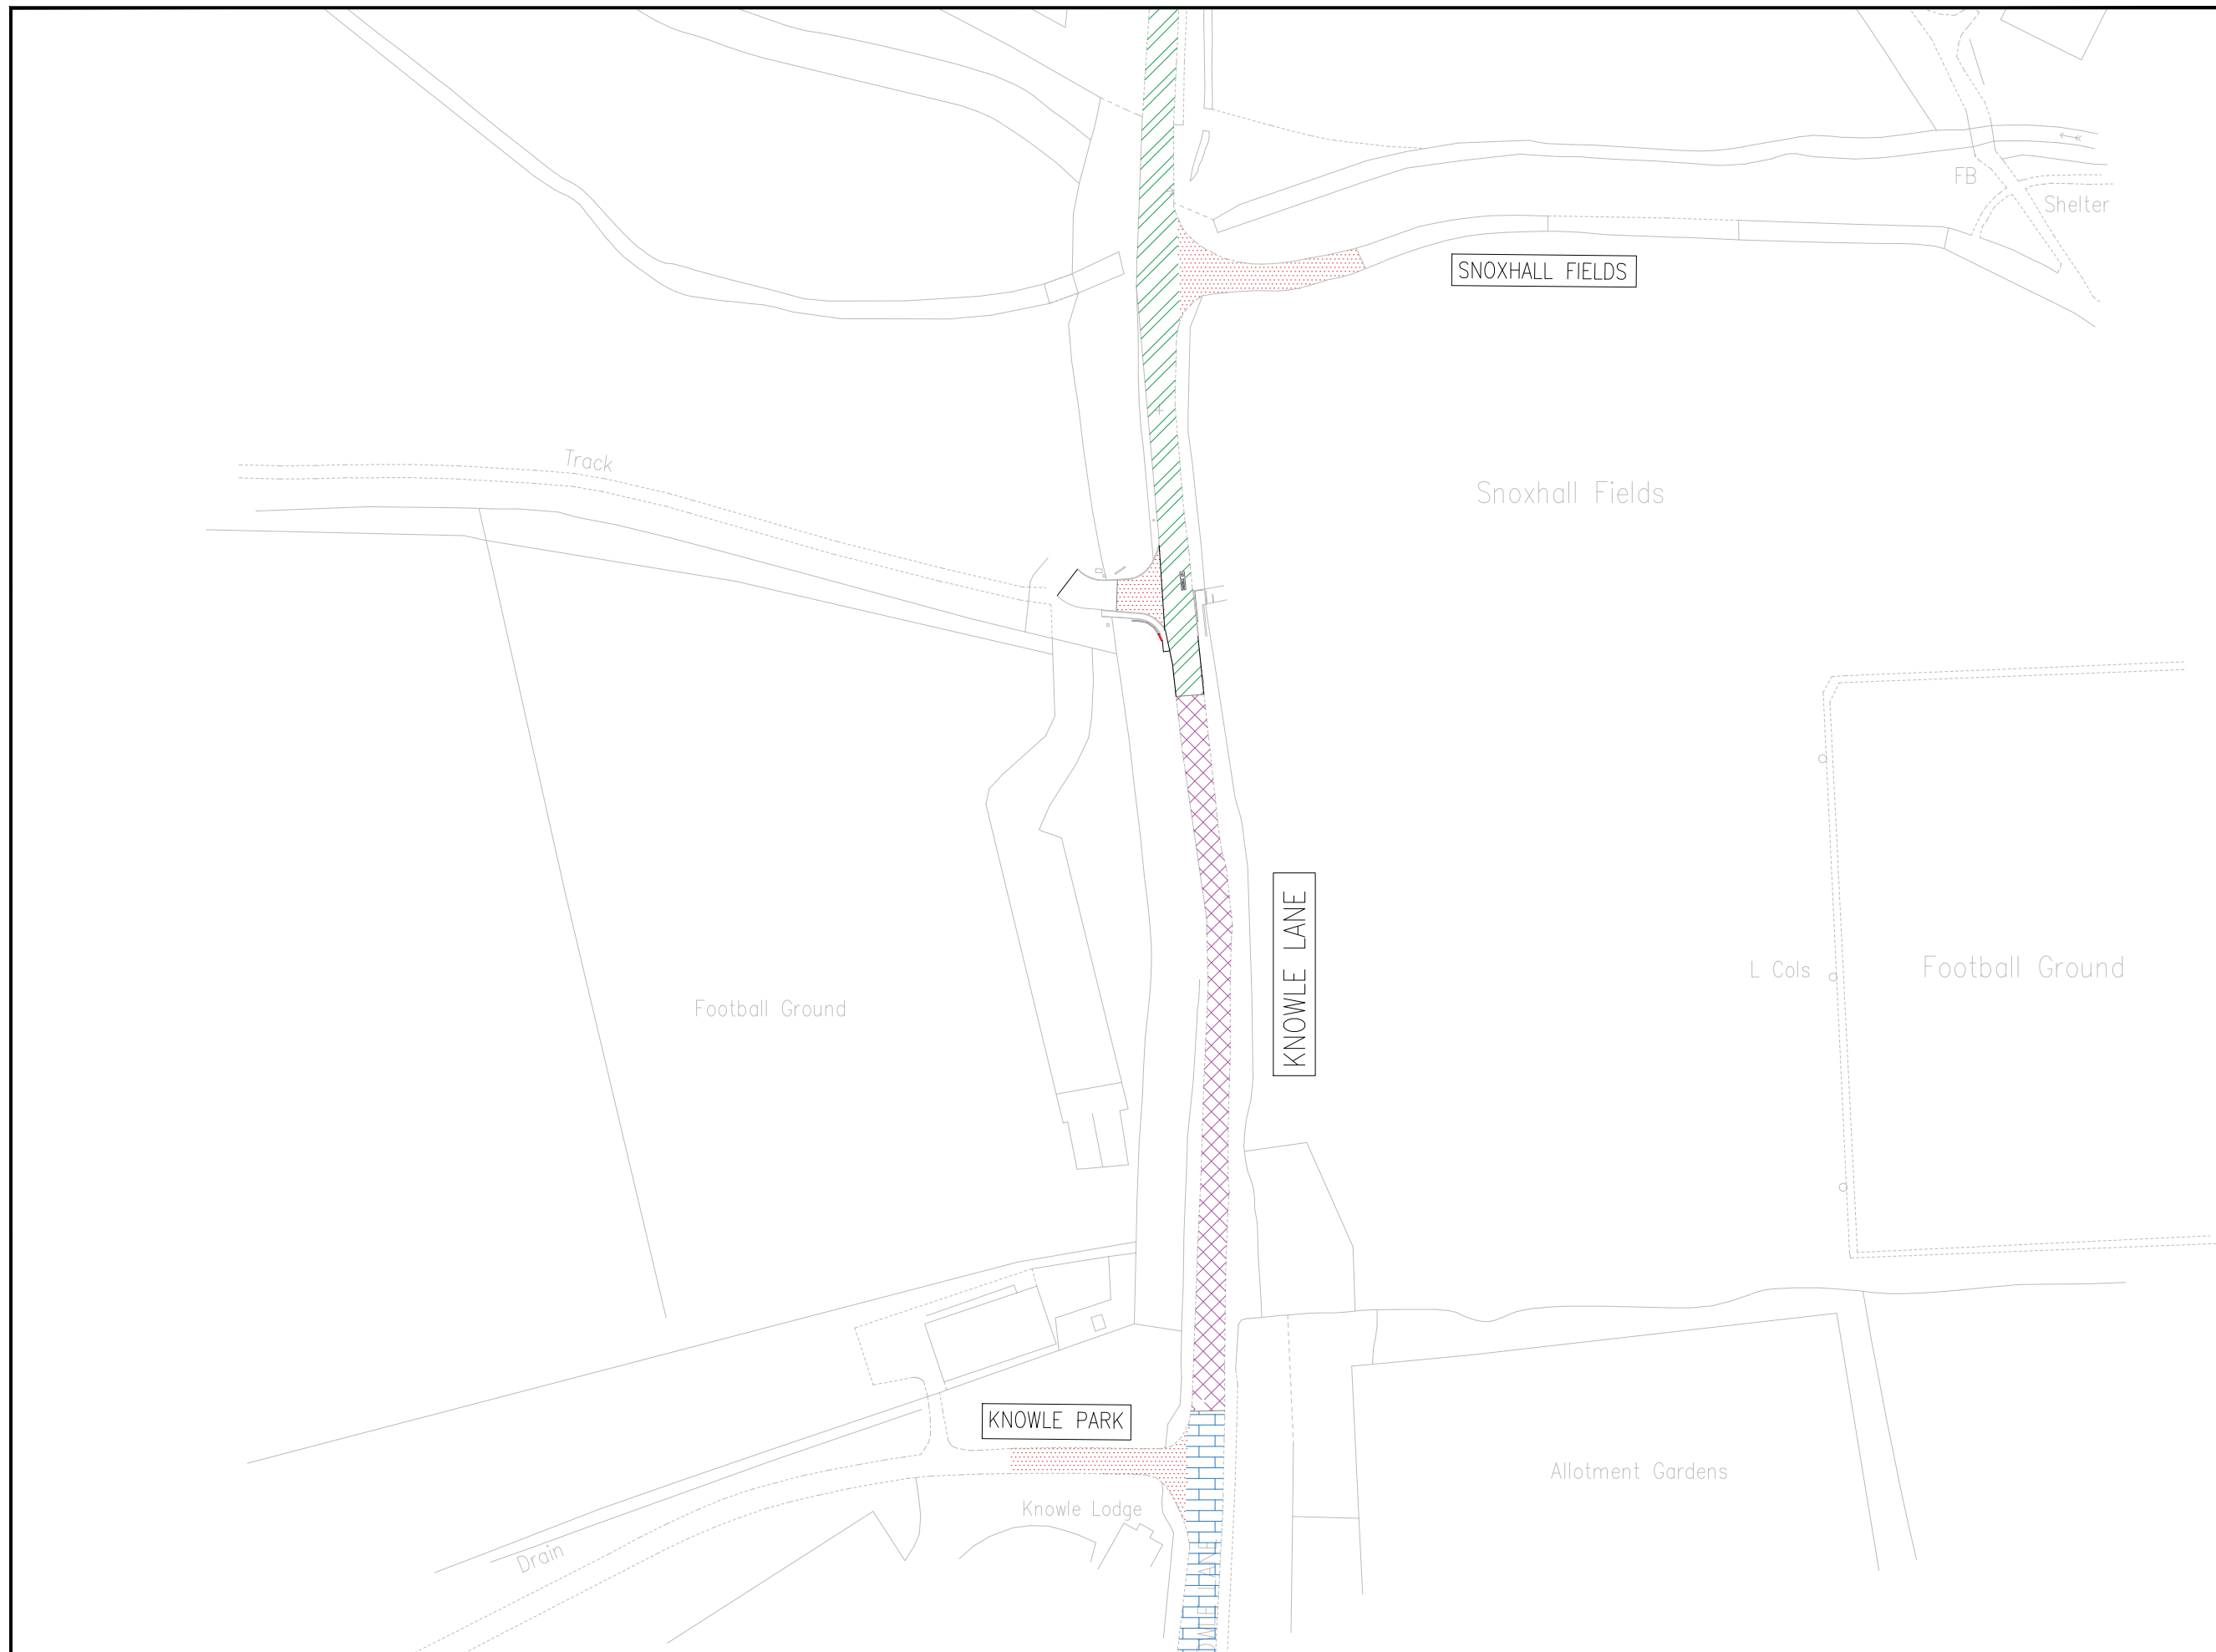 FB
Shelter
SNOXHALL FIELDS
Track
Snoxhall Fields
KNOWLE LANE
L Cols
Football Ground
Football Ground
KNOWLE PARK
Allotment Gardens
Knowle Lodge
Drain